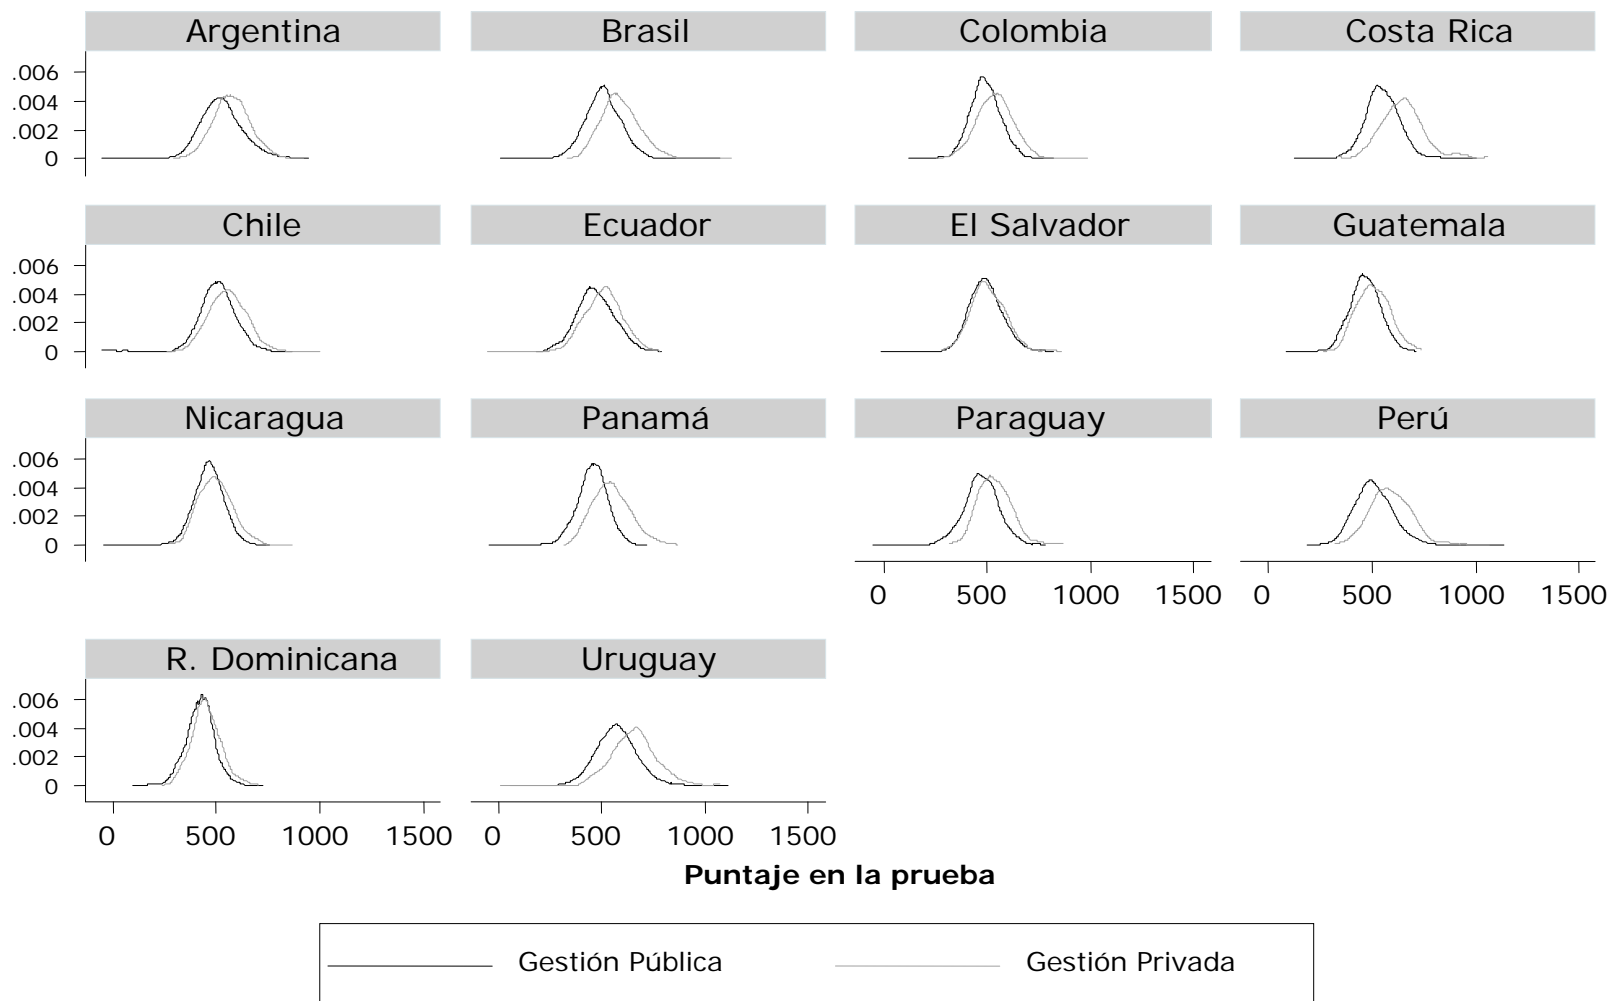 Argentina Brasil Colombia Costa Rica
.006
.004
.002
0
Chile Ecuador El Salvador Guatemala
.006
.004
.002
0
Nicaragua Panamá Paraguay Perú
.006
.004
.002
0
0 500 1000 1500 0 500 1000 1500
R. Dominicana Uruguay
.006
.004
.002
0
0 500 1000 1500 0 500 1000 1500
Puntaje en la prueba
Gestión Pública Gestión Privada